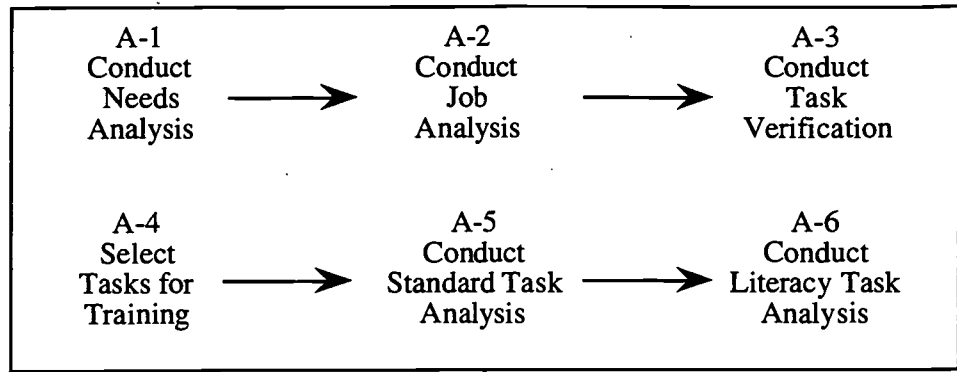 A-1
Conduct
Needs
Analysis
A-2
Conduct
Job
Analysis
A-3
Conduct
Task
Verification
A-4
Select
Tasks for
Training
A-5
Conduct
Standard Task
Analysis
A-6
Conduct
Literacy Task
Analysis